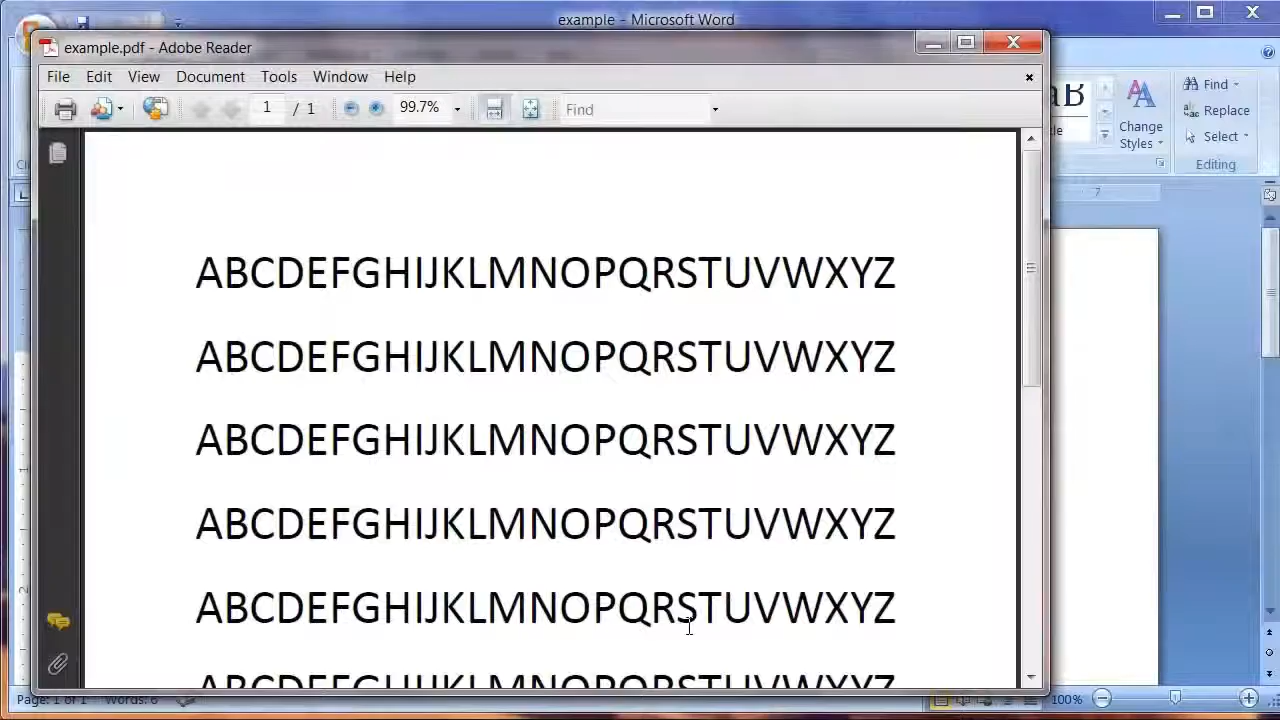 example - Microsoft Word
example.pdf - Adobe Reader
File Edit View Document Tools Window Help
1 / 1 99.7% Find
Find
Replace
Select
Change
Styles
Editing
7
ABCDEFGHIJKLMNOPQRSTUVWXYZ
ABCDEFGHIJKLMNOPQRSTUVWXYZ
ABCDEFGHIJKLMNOPQRSTUVWXYZ
ABCDEFGHIJKLMNOPQRSTUVWXYZ
ABCDEFGHIJKLMNOPQRSTUVWXYZ
ABCDEFGHIJKLMNOPQRSTUVWXYZ
Page: 1 of 1 Words: 6 100%